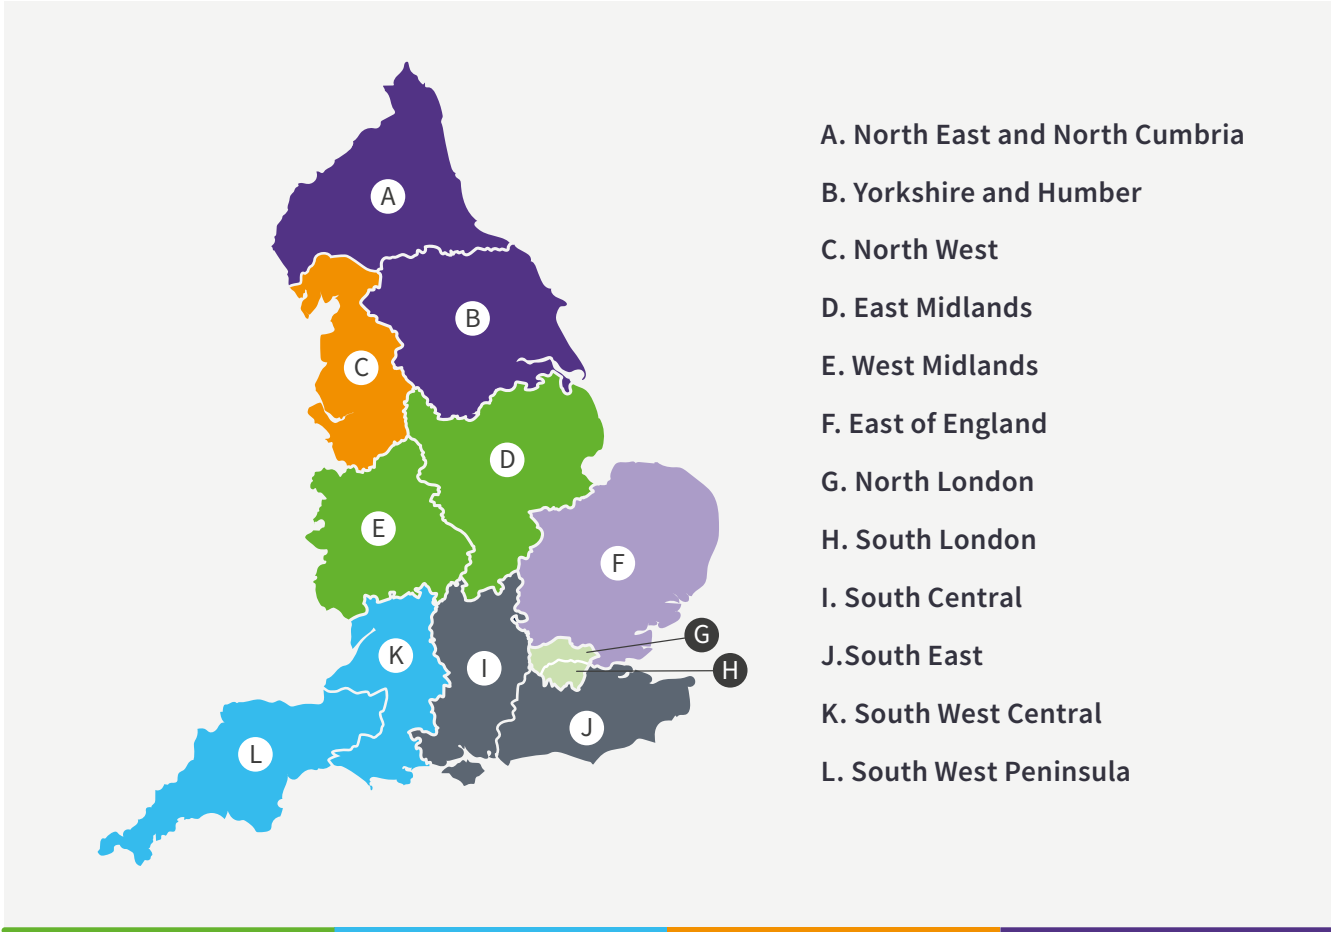 A
B
C
D
E
F
G
H
K
I
J
L
A. North East and North Cumbria
B. Yorkshire and Humber
C. North West
D. East Midlands
E. West Midlands
F. East of England
G. North London
H. South London
I. South Central
J.South East
K. South West Central
L. South West Peninsula